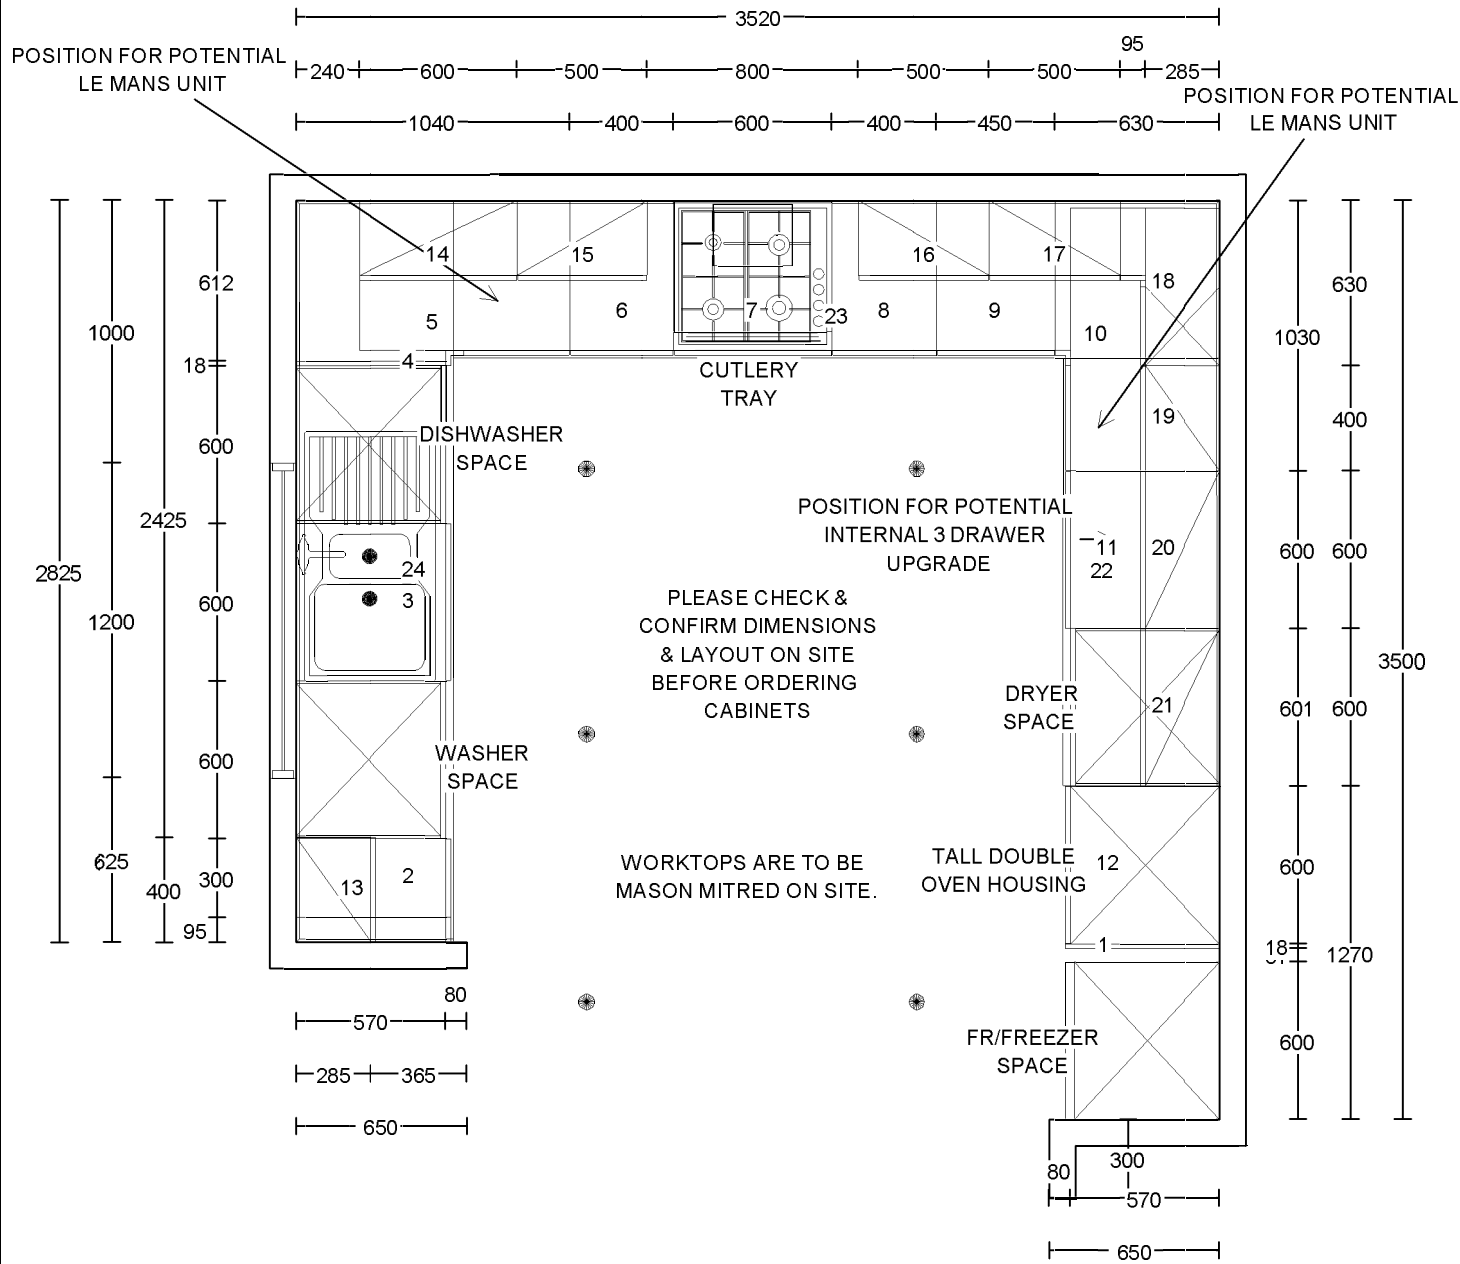 3520
95
POSITION FOR POTENTIAL
LE MANS UNIT
240 600 500 800 500 500 285
POSITION FOR POTENTIAL
LE MANS UNIT
1040 400 600 400 450 630
14 15 16 17 18
612 630
5 6 7 23 8 9 10
1000 1030
18 4
CUTLERY
TRAY
19 400
DISHWASHER
SPACE
600
POSITION FOR POTENTIAL
INTERNAL 3 DRAWER
UPGRADE
2425
11 20 600 600
22
2825
24
3 600
PLEASE CHECK &
CONFIRM DIMENSIONS
& LAYOUT ON SITE
BEFORE ORDERING
CABINETS
1200
3500
DRYER
SPACE
21 601 600
WASHER
SPACE
600
625
WORKTOPS ARE TO BE
MASON MITRED ON SITE.
TALL DOUBLE
OVEN HOUSING
12 600
400 300 13 2
95
1 18 1270
80
570
FR/FREEZER
SPACE
600
285 365
650
80 300
570
650